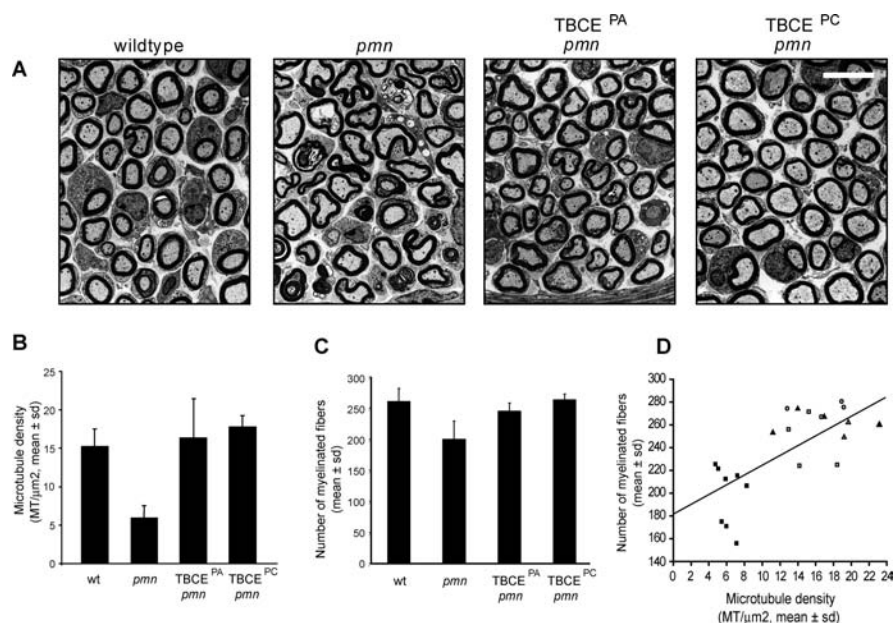 wildtype
pmn
TBCE PA
pmn
TBCE PC
pmn
A
B
Microtubule density
(MT/µm2, mean ± sd)
25
20
15
10
5
0
wt
pmn
TBCE PA
pmn
TBCE PC
pmn
C
Number of myelinated fibers
(mean ± sd)
300
250
200
150
100
50
0
wt
pmn
TBCE PA
pmn
TBCE PC
pmn
D
Number of myelinated fibers
(mean ± sd)
300
280
260
240
220
200
180
160
140
0 2 4 6 8 10 12 14 16 18 20 22 24
Microtubule density
(MT/µm2, mean ± sd)